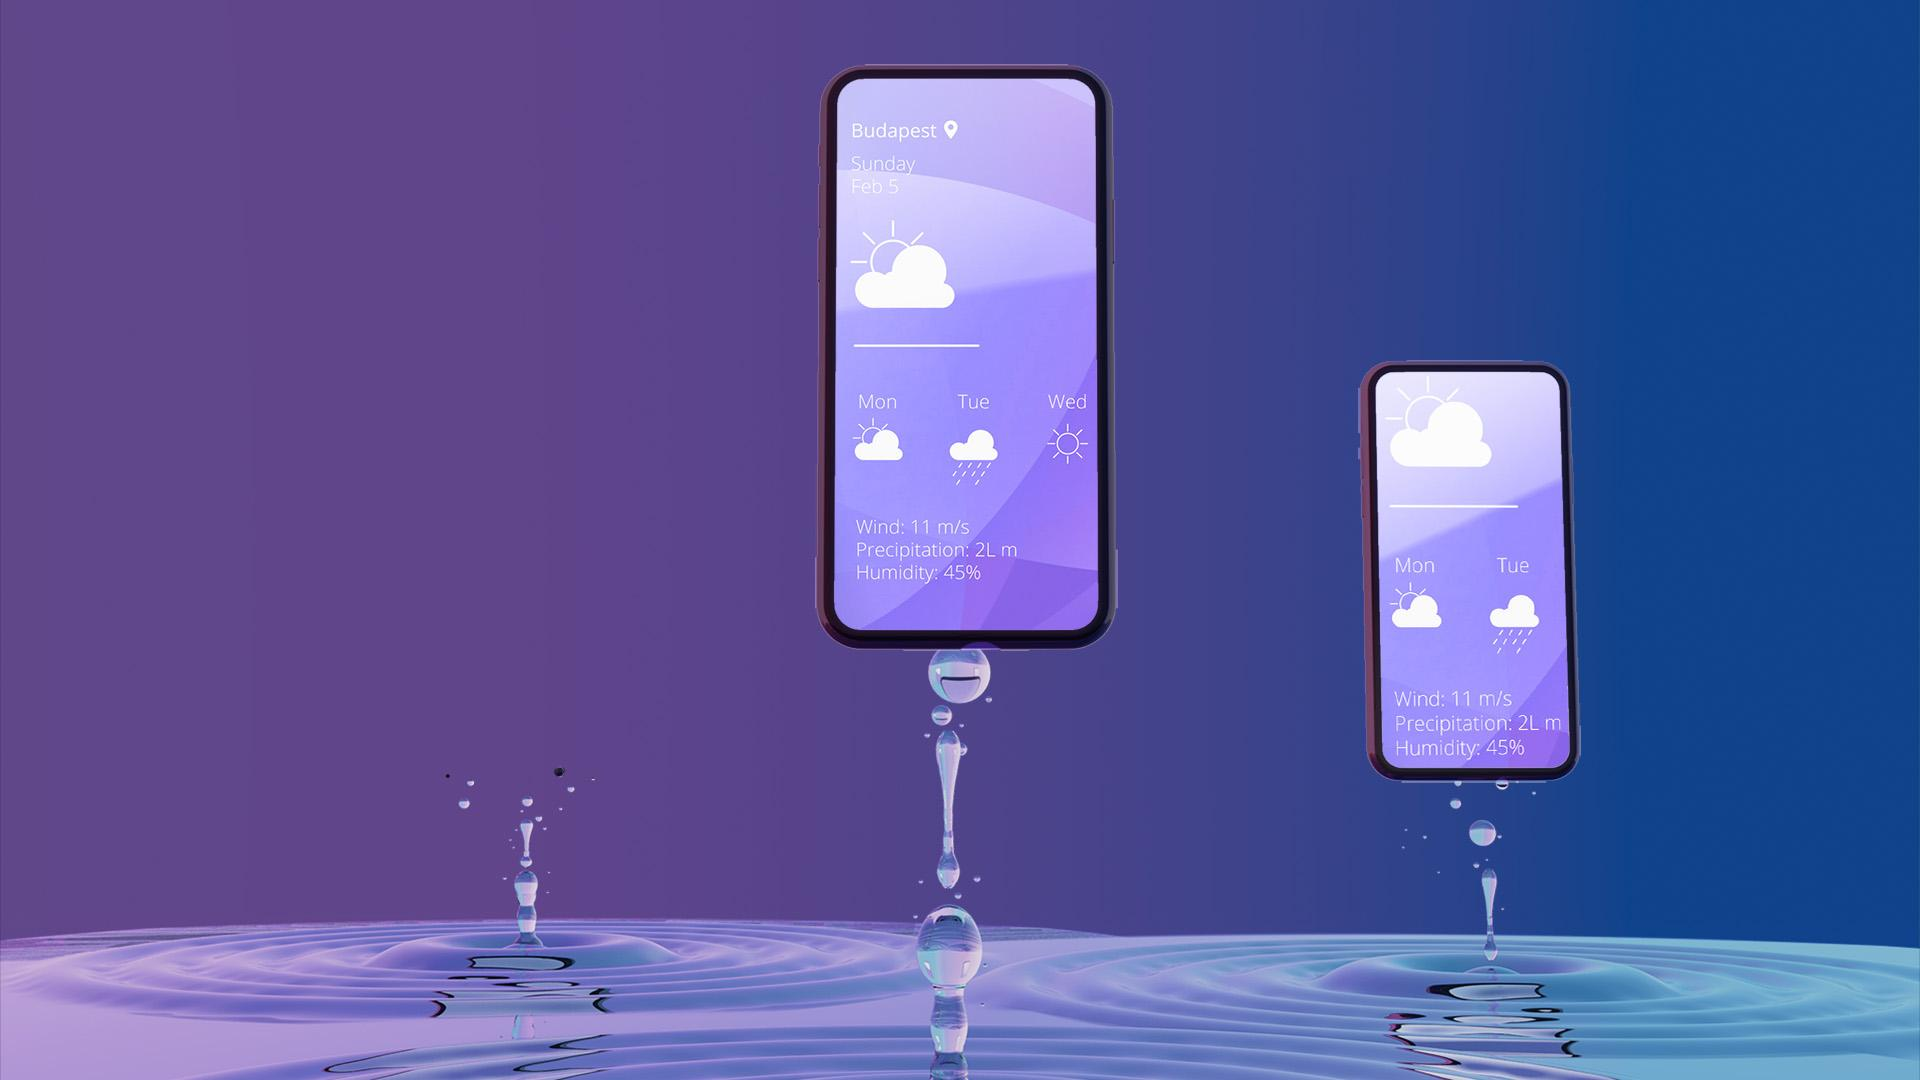 Budapest
Sunday
Feb 5
Mon Tue Wed
Wind: 11 m/s
Precipitation: 2L m
Humidity: 45%
Mon Tue
Wind: 11 m/s
Precipitation: 2L m
Humidity: 45%